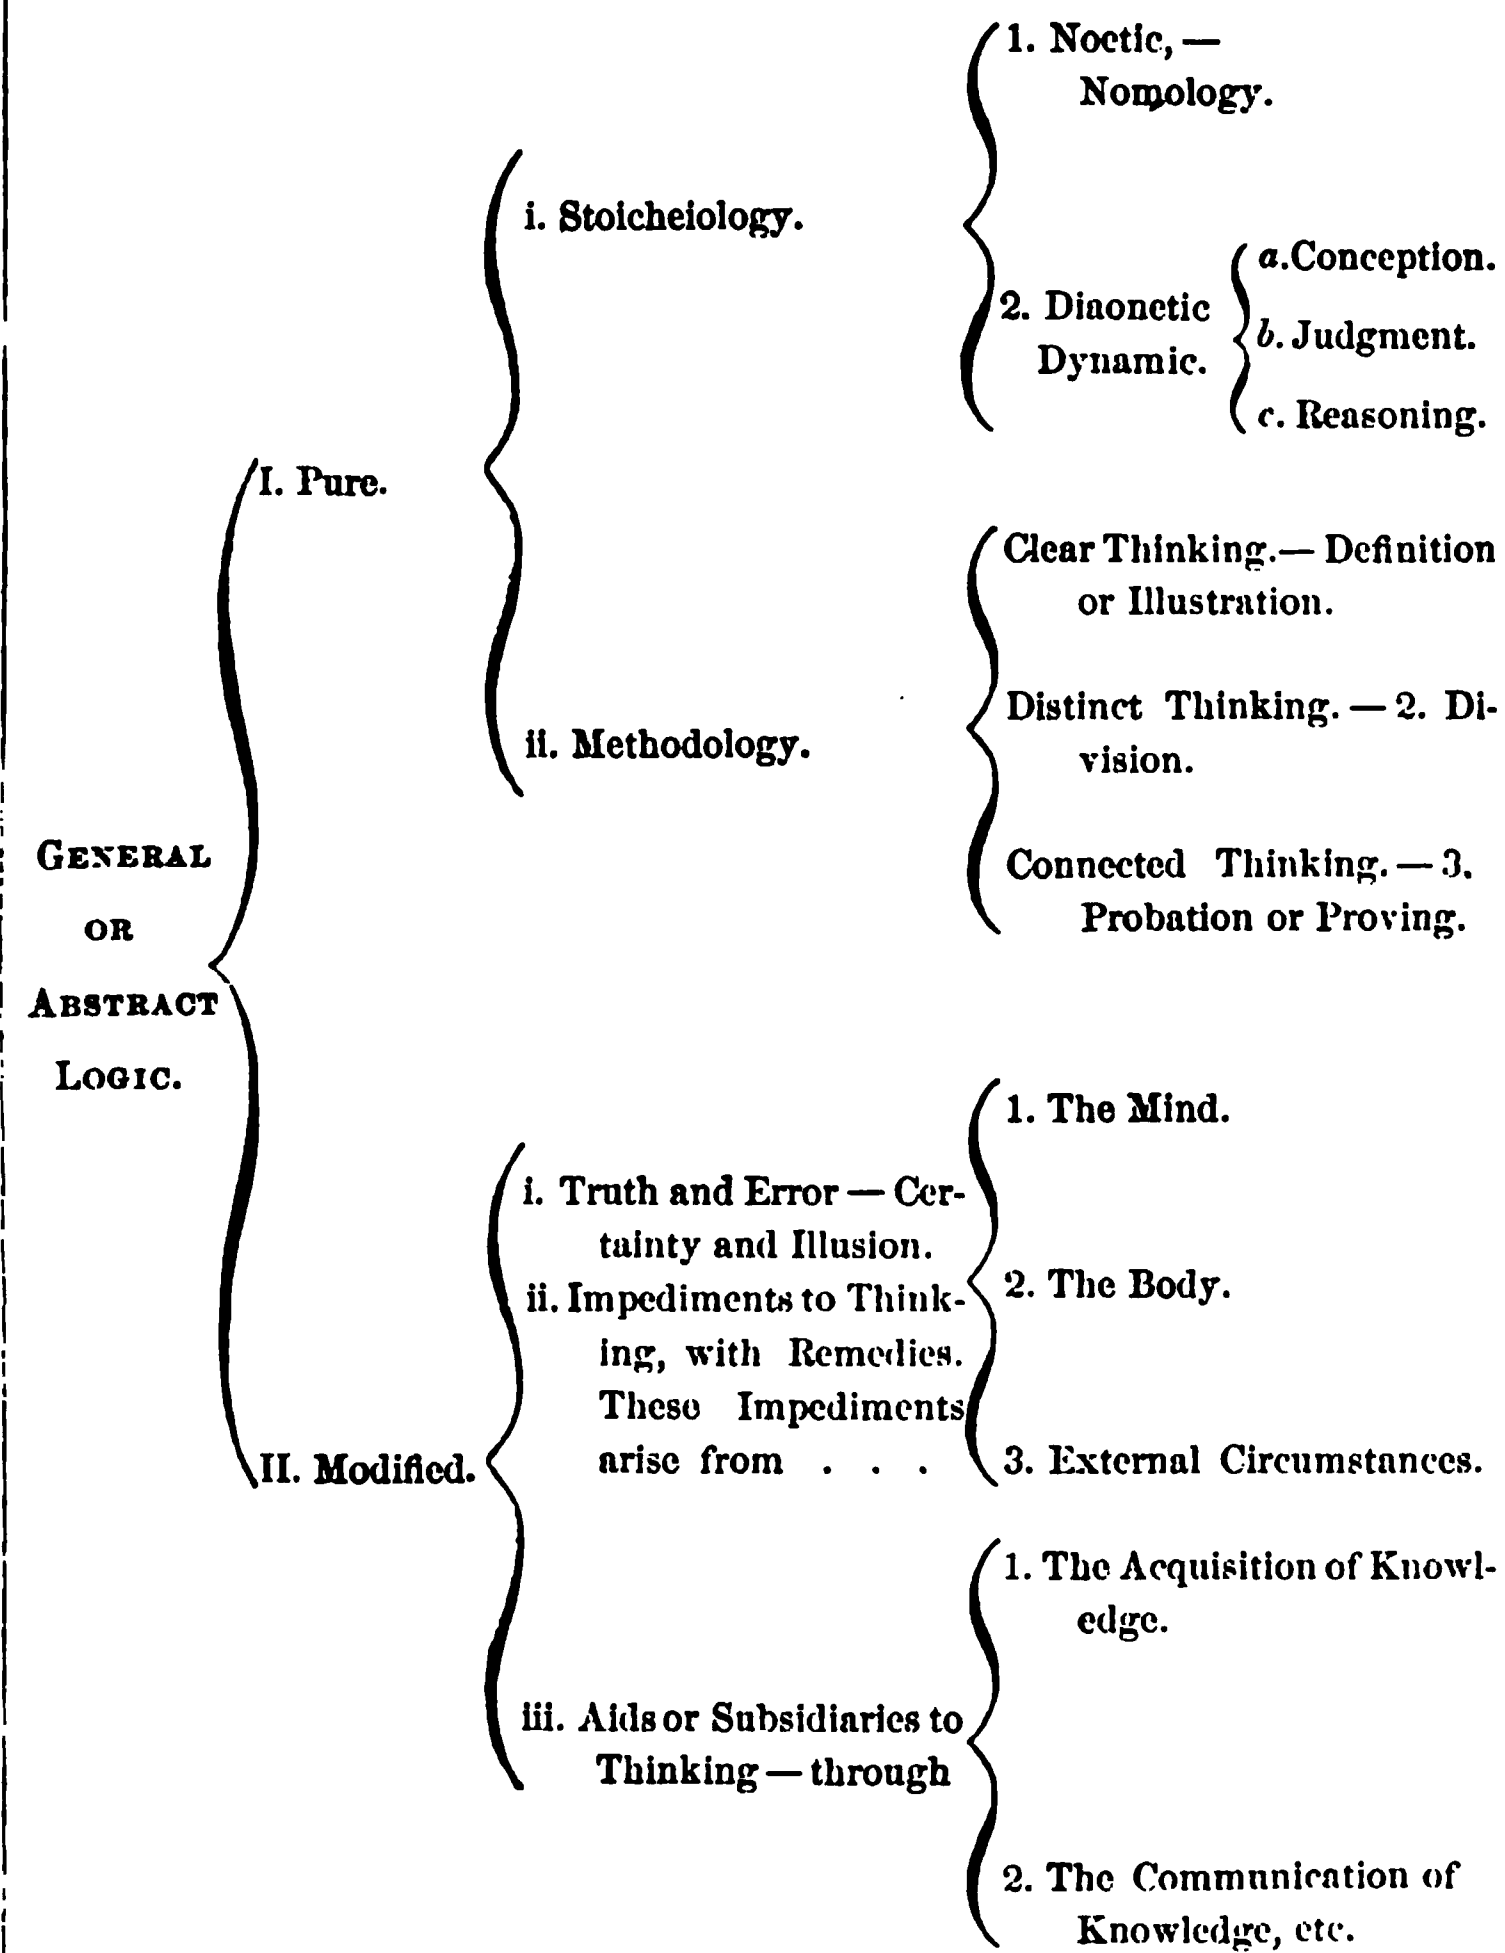 1. Noetic, —
Nomology.
i. Stoicheiology.
a. Conception.
2. Diaonetic
Dynamic.
b. Judgment.
c. Reasoning.
I. Pure.
Clear Thinking. — Definition
or Illustration.
Distinct Thinking. — 2. Di-
vision.
ii. Methodology.
Connected Thinking. — 3.
Probation or Proving.
GENERAL
OR
ABSTRACT
LOGIC.
1. The Mind.
i. Truth and Error — Cer-
tainty and Illusion.
ii. Impediments to Think-
ing, with Remedies.
These Impediments
arise from . . .
2. The Body.
3. External Circumstances.
II. Modified.
1. The Acquisition of Knowl-
edge.
iii. Aids or Subsidiaries to
Thinking — through
2. The Communication of
Knowledge, etc.